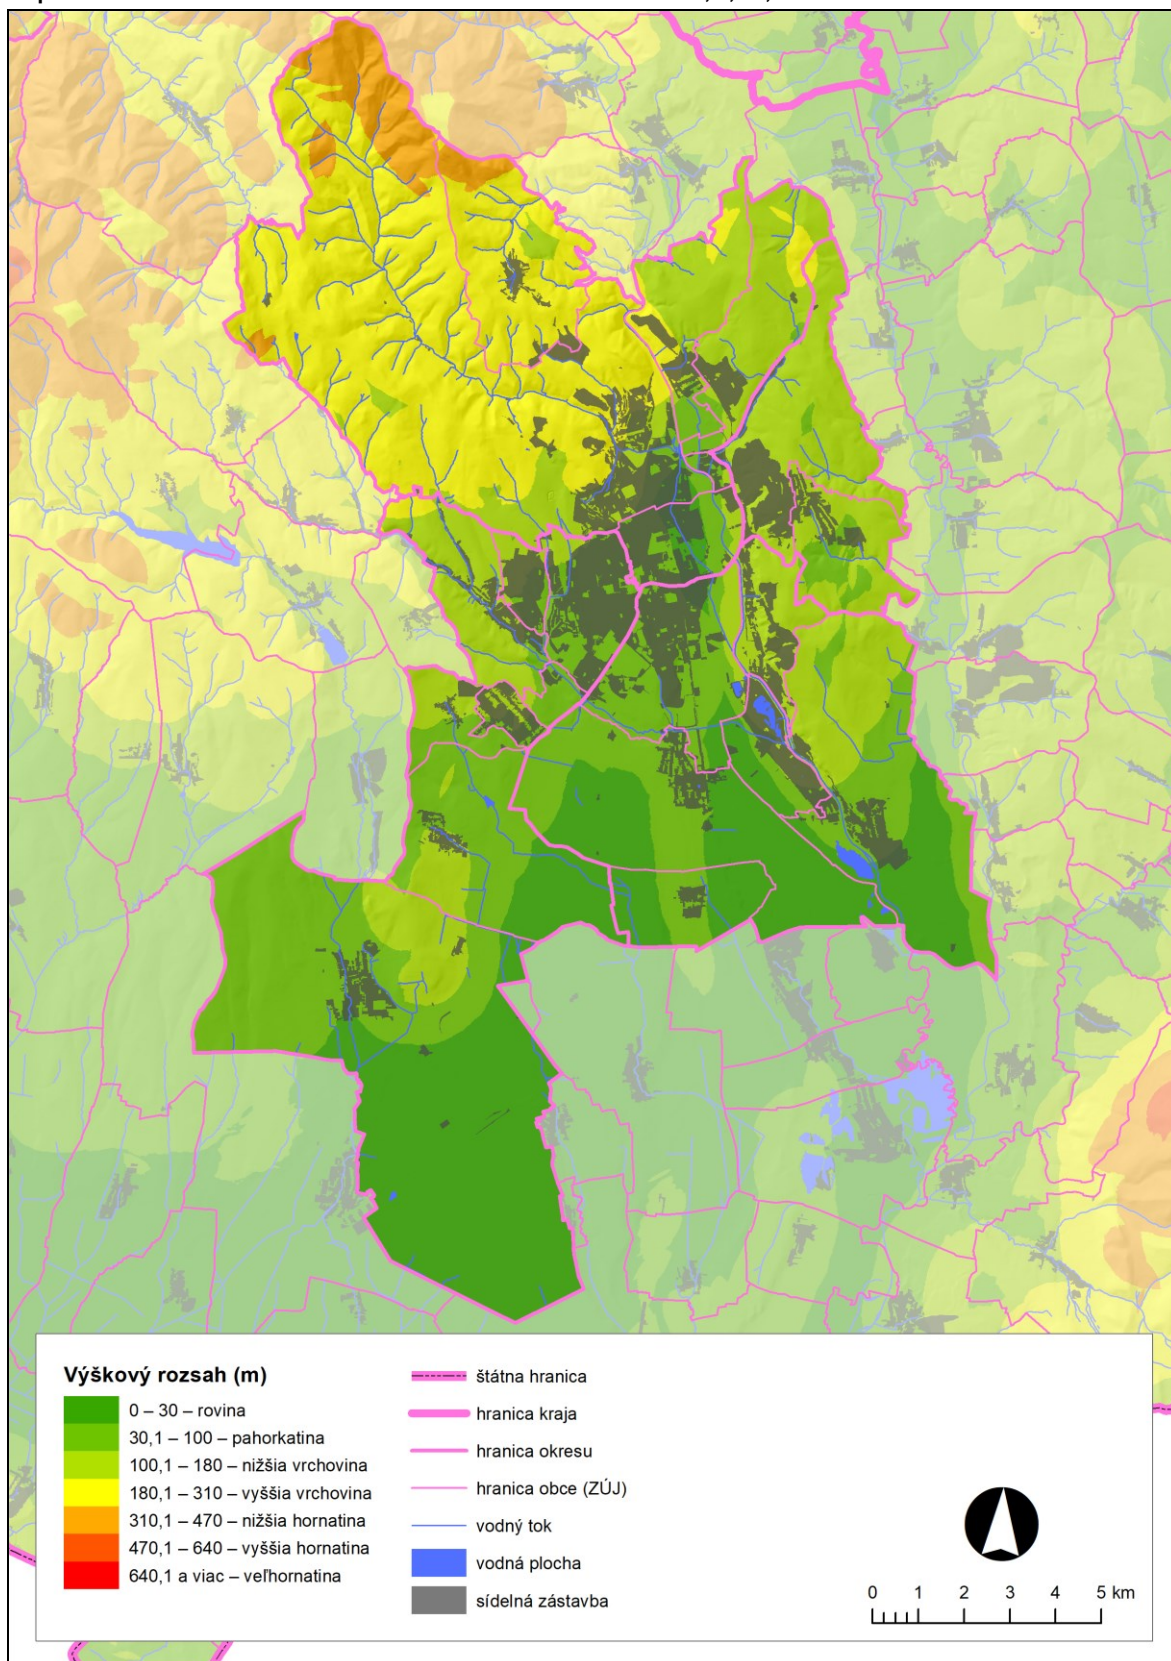 Výškový rozsah (m)
0 – 30 – rovina
30,1 – 100 – pahorkatina
100,1 – 180 – nižšia vrchovina
180,1 – 310 – vyššia vrchovina
310,1 – 470 – nižšia hornatina
470,1 – 640 – vyššia hornatina
640,1 a viac – veľhornatina
štátna hranica
hranica kraja
hranica okresu
hranica obce (ZÚJ)
vodný tok
vodná plocha
sídelná zástavba
0 1 2 3 4 5 km